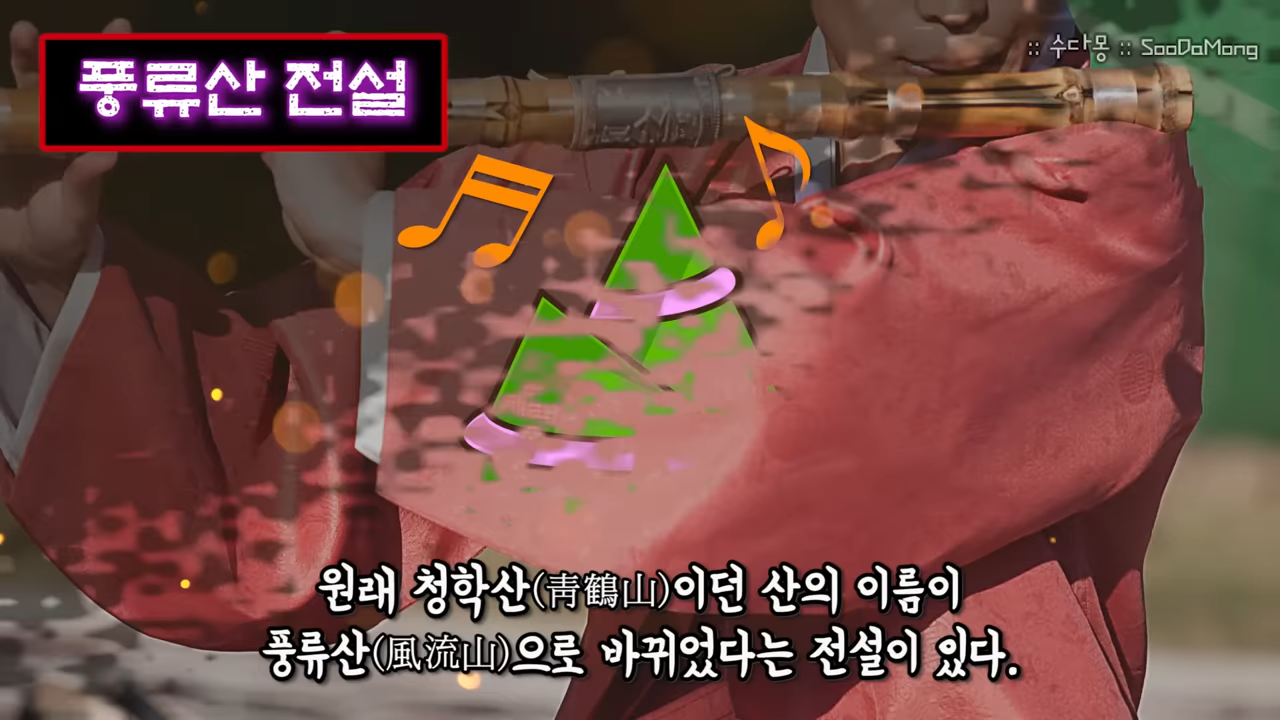 풍류산 전설
:: 수다몽 :: SooDaMong
원래 청학산(靑鶴山)이던 산의 이름이
풍류산(風流山)으로 바뀌었다는 전설이 있다.